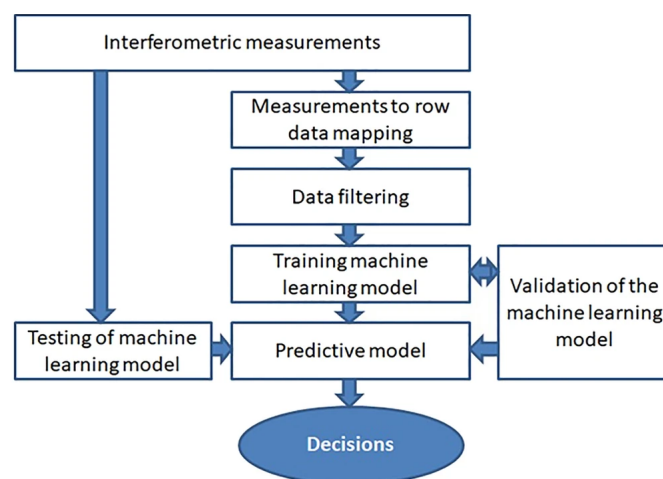 Interferometric measurements
Measurements to row
data mapping
Data filtering
Training machine
learning model
Validation of the
machine learning
model
Testing of machine
learning model
Predictive model
Decisions